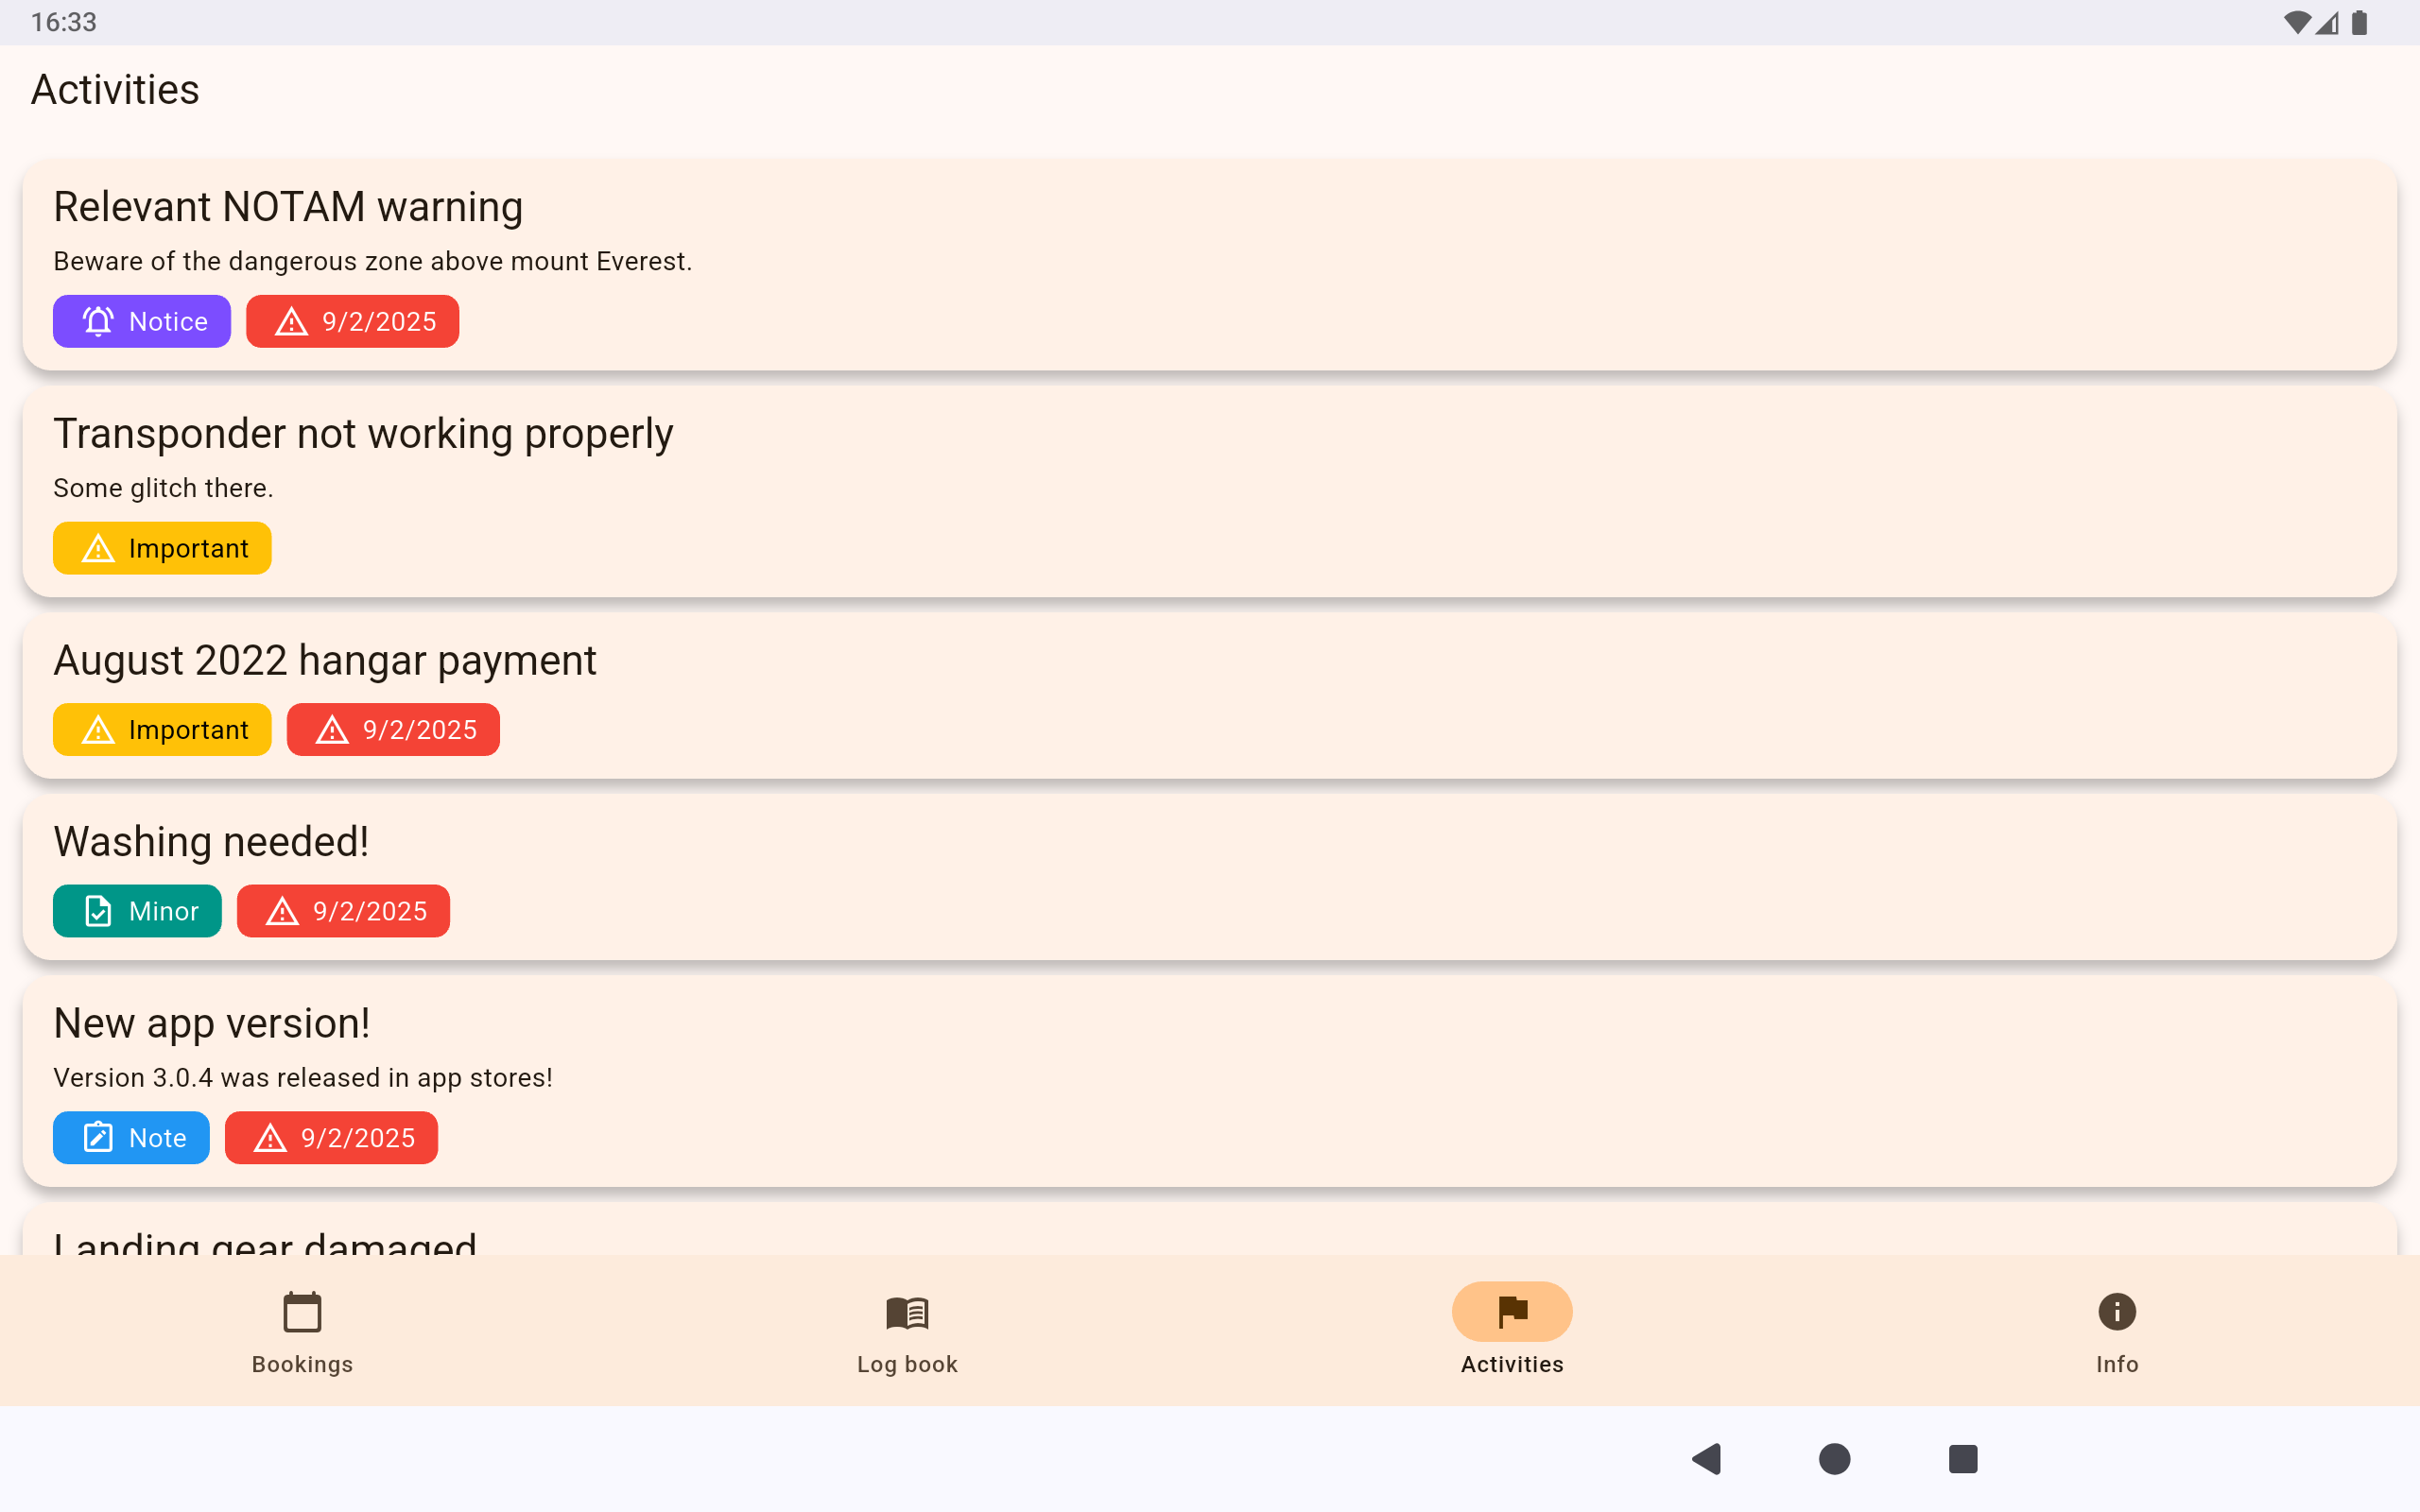 16:33
Activities
Relevant NOTAM warning
Beware of the dangerous zone above mount Everest.
Notice 9/2/2025
Transponder not working properly
Some glitch there.
Important
August 2022 hangar payment
Important 9/2/2025
Washing needed!
Minor 9/2/2025
New app version!
Version 3.0.4 was released in app stores!
Note 9/2/2025
Landing gear damaged
Bookings Log book Activities Info